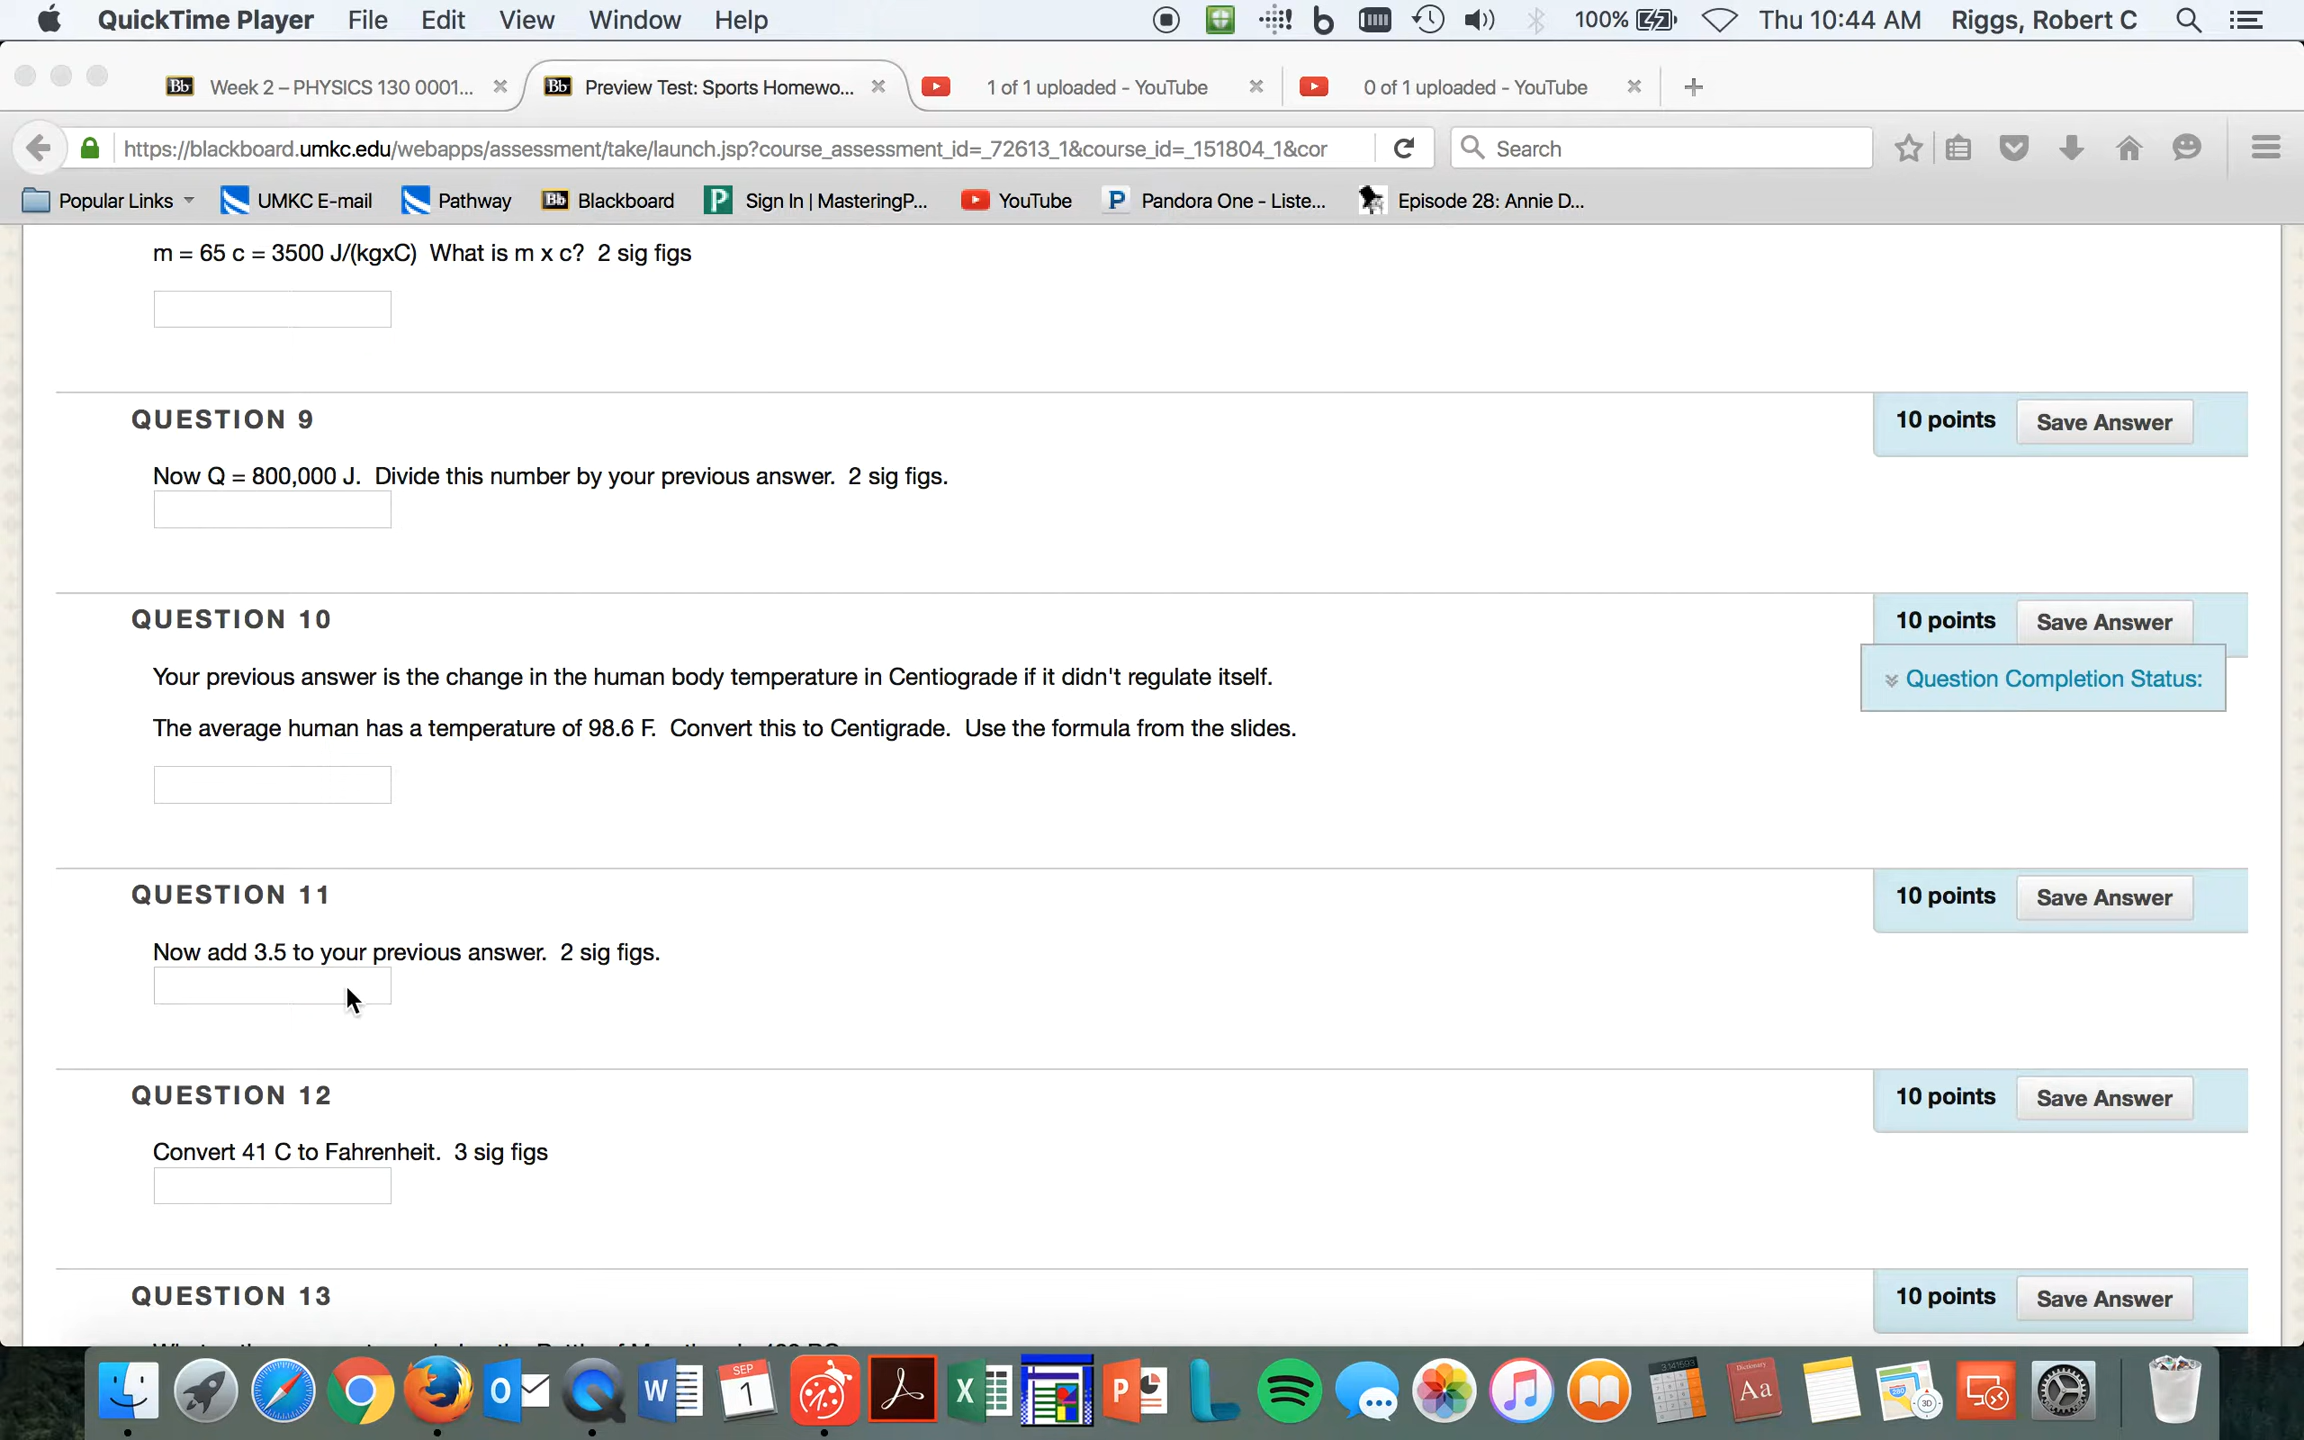 QuickTime Player File Edit View Window Help 100% Thu 10:44 AM Riggs, Robert C
Week 2 – PHYSICS 130 0001... Preview Test: Sports Homewo... 1 of 1 uploaded - YouTube 0 of 1 uploaded - YouTube
https://blackboard.umkc.edu/webapps/assessment/take/launch.jsp?course_assessment_id=_72613_1&course_id=_151804_1&cor Search
Popular Links UMKC E-mail Pathway Blackboard Sign In | MasteringP... YouTube Pandora One - Liste... Episode 28: Annie D...
m = 65 c = 3500 J/(kgxC)  What is m x c?  2 sig figs
QUESTION 9 10 points Save Answer
Now Q = 800,000 J.  Divide this number by your previous answer.  2 sig figs.
QUESTION 10 10 points Save Answer
Your previous answer is the change in the human body temperature in Centiograde if it didn't regulate itself. Question Completion Status:
The average human has a temperature of 98.6 F.  Convert this to Centigrade.  Use the formula from the slides.
QUESTION 11 10 points Save Answer
Now add 3.5 to your previous answer.  2 sig figs.
QUESTION 12 10 points Save Answer
Convert 41 C to Fahrenheit.  3 sig figs
QUESTION 13 10 points Save Answer
SEP
1